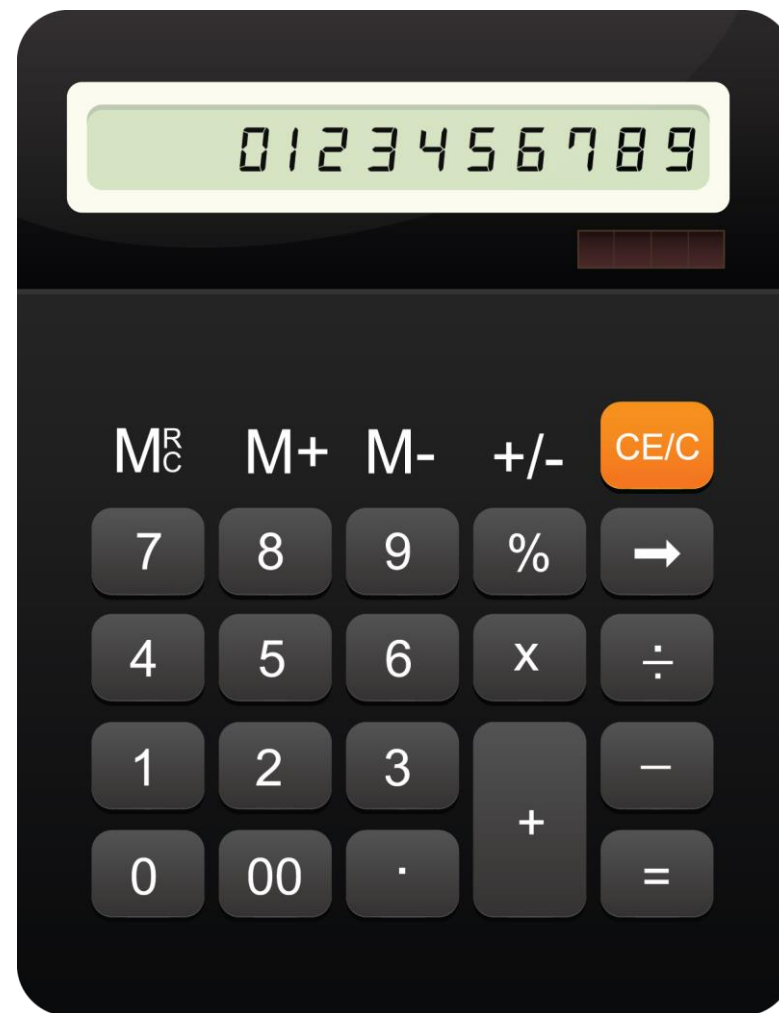 0123456789
MRC M+ M- +/- CE/C
7 8 9 % ➡
4 5 6 x ÷
1 2 3 + −
0 00 . =